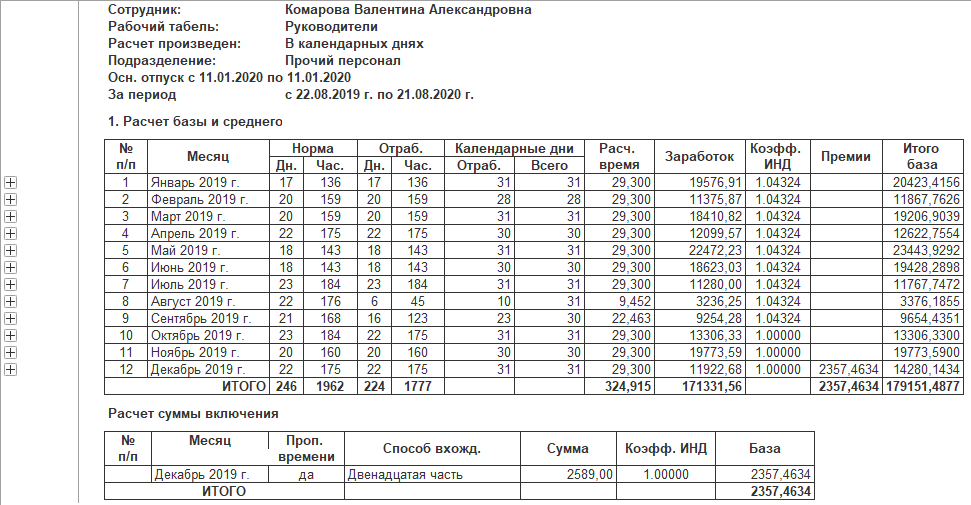 Сотрудник: Комарова Валентина Александровна
Рабочий табель: Руководители
Расчет произведен: В календарных днях
Подразделение: Прочий персонал
Осн. отпуск с 11.01.2020 по 11.01.2020
За период с 22.08.2019 г. по 21.08.2020 г.
1. Расчет базы и среднего
№ п/п Месяц Норма Отраб. Календарные дни Расч. время Заработок Коэфф. ИНД Премии Итого база
Дн. Час. Дн. Час. Отраб. Всего
1 Январь 2019 г. 17 136 17 136 31 31 29,300 19576,91 1.04324 20423,4156
2 Февраль 2019 г. 20 159 20 159 28 28 29,300 11375,87 1.04324 11867,7626
3 Март 2019 г. 20 159 20 159 31 31 29,300 18410,82 1.04324 19206,9039
4 Апрель 2019 г. 22 175 22 175 30 30 29,300 12099,57 1.04324 12622,7554
5 Май 2019 г. 18 143 18 143 31 31 29,300 22472,23 1.04324 23443,9292
6 Июнь 2019 г. 18 143 18 143 30 30 29,300 18623,03 1.04324 19428,2898
7 Июль 2019 г. 23 184 23 184 31 31 29,300 11280,00 1.04324 11767,7472
8 Август 2019 г. 22 176 6 45 10 31 9,452 3236,25 1.04324 3376,1855
9 Сентябрь 2019 г. 21 168 16 123 23 30 22,463 9254,28 1.04324 9654,4351
10 Октябрь 2019 г. 23 184 22 175 31 31 29,300 13306,33 1.00000 13306,3300
11 Ноябрь 2019 г. 20 160 20 160 30 30 29,300 19773,59 1.00000 19773,5900
12 Декабрь 2019 г. 22 175 22 175 31 31 29,300 11922,68 1.00000 2357,4634 14280,1434
ИТОГО 246 1962 224 1777 324,915 171331,56 2357,4634 179151,4877
Расчет суммы включения
№ п/п Месяц Проп. времени Способ вхожд. Сумма Коэфф. ИНД База
Декабрь 2019 г. да Двенадцатая часть 2589,00 1.00000 2357,4634
ИТОГО 2357,4634